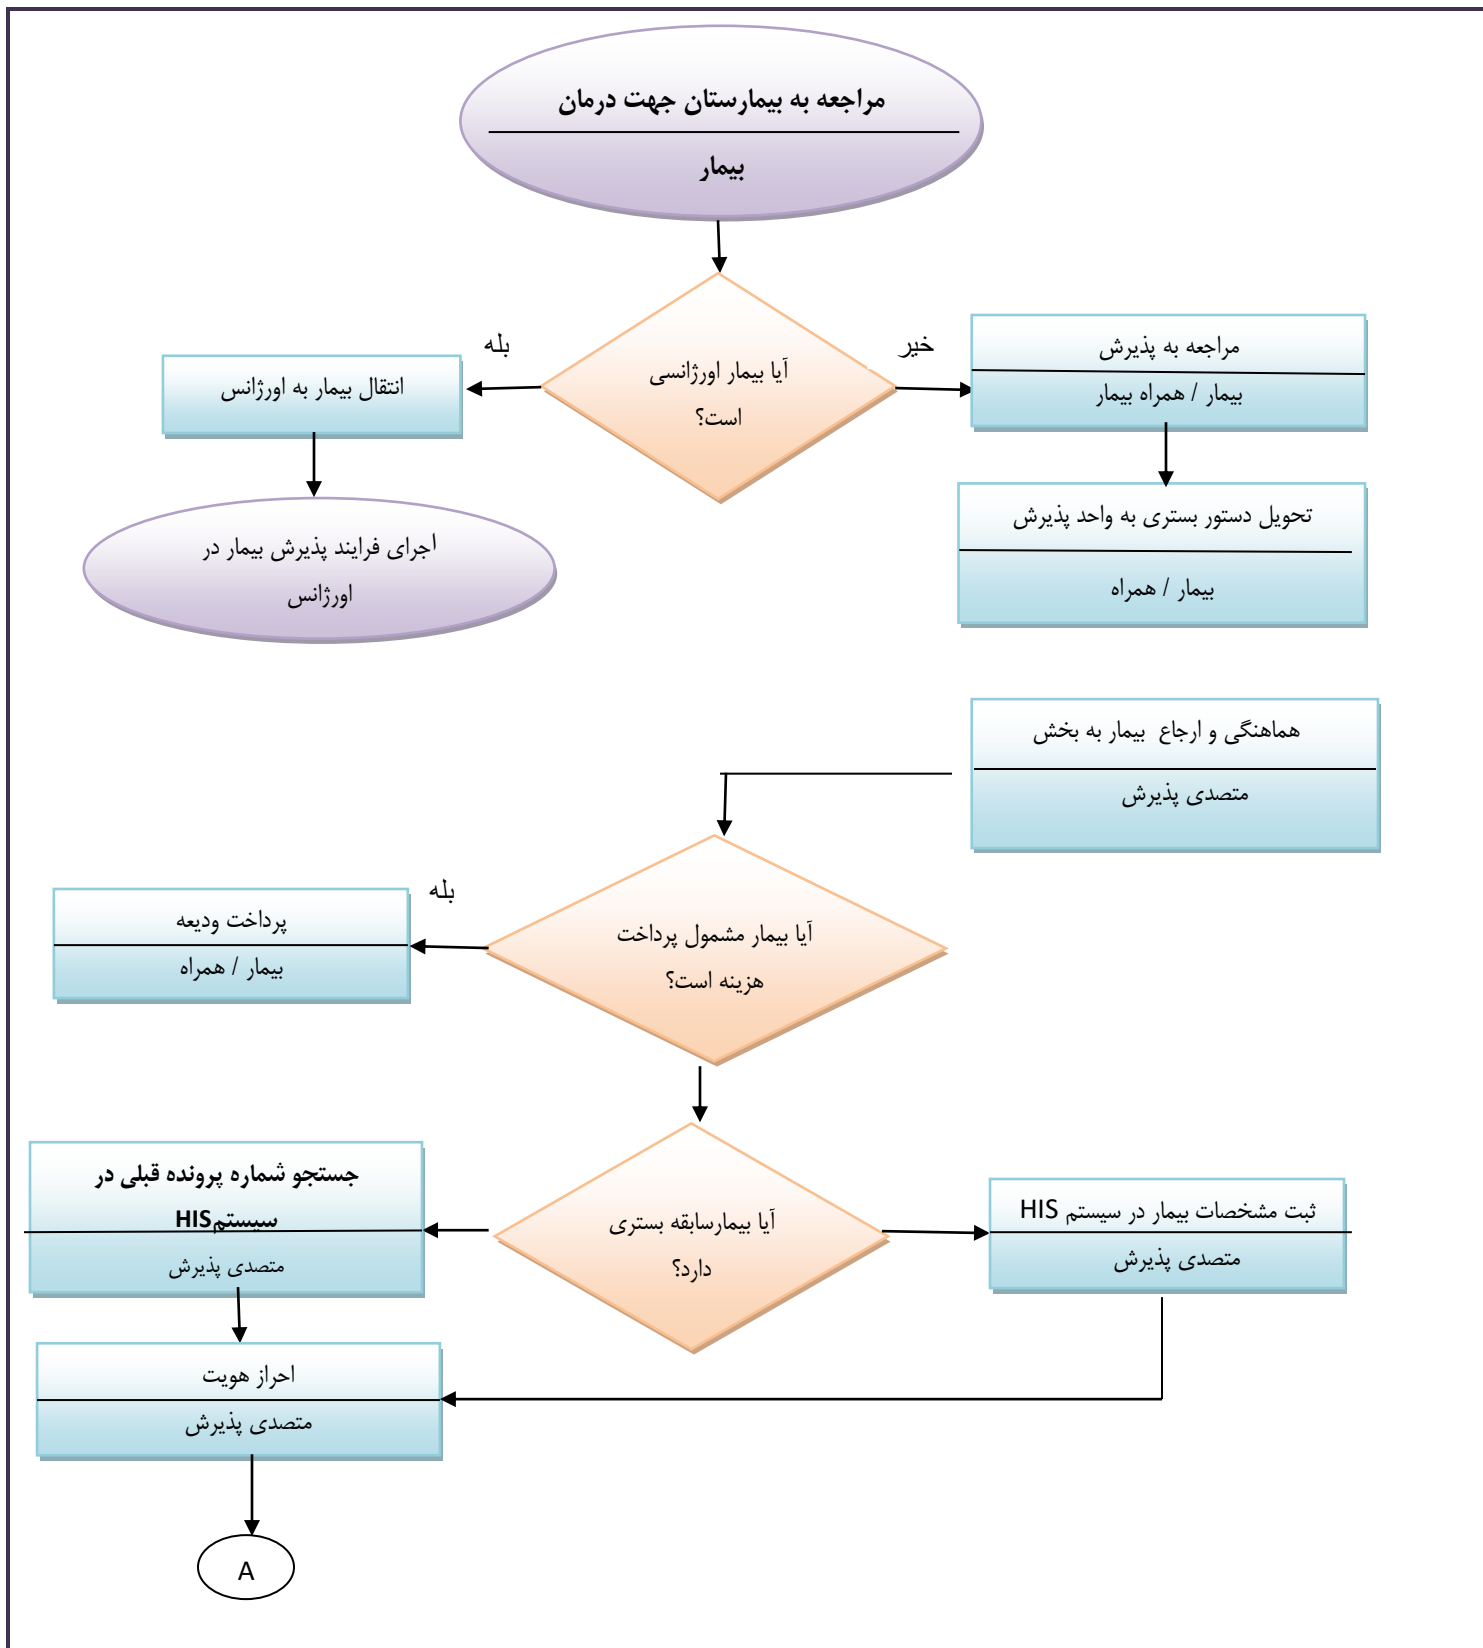 مراجعه به بیمارستان جهت درمان
بیمار
آیا بیمار اورژانسی
است؟
بله
خیر
مراجعه به پذیرش
بیمار / همراه بیمار
انتقال بیمار به اورژانس
تحویل دستور بستری به واحد پذیرش
بیمار / همراه
اجرای فرایند پذیرش بیمار در
اورژانس
هماهنگی و ارجاع بیمار به بخش
متصدی پذیرش
آیا بیمار مشمول پرداخت
هزینه است؟
بله
پرداخت ودیعه
بیمار / همراه
آیا بیمارسابقه بستری
دارد؟
ثبت مشخصات بیمار در سیستم HIS
متصدی پذیرش
جستجو شماره پرونده قبلی در
سیستمHIS
متصدی پذیرش
احراز هویت
متصدی پذیرش
A